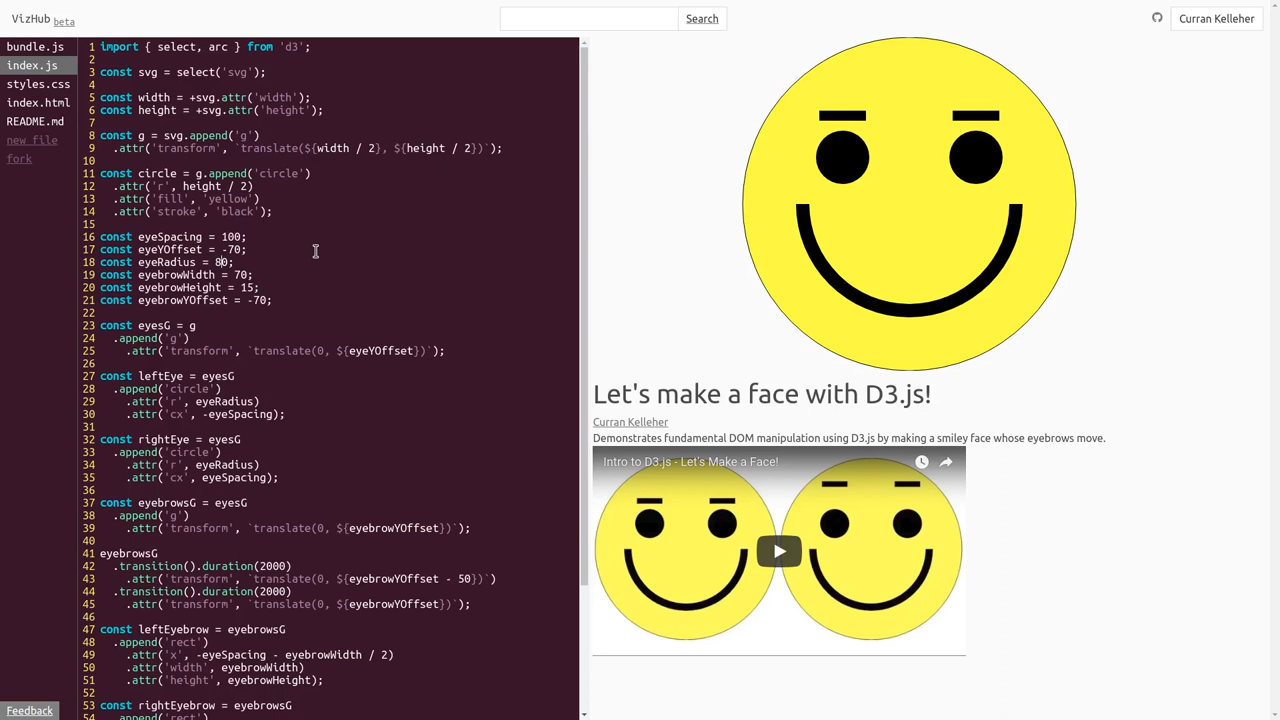 VizHub beta
Search
Curran Kelleher
bundle.js
index.js
styles.css
index.html
README.md
new file
fork
Feedback
1 import { select, arc } from 'd3';
2
3 const svg = select('svg');
4
5 const width = +svg.attr('width');
6 const height = +svg.attr('height');
7
8 const g = svg.append('g')
9   .attr('transform', `translate(${width / 2}, ${height / 2})`);
10
11 const circle = g.append('circle')
12   .attr('r', height / 2)
13   .attr('fill', 'yellow')
14   .attr('stroke', 'black');
15
16 const eyeSpacing = 100;
17 const eyeYOffset = -70;
18 const eyeRadius = 80;
19 const eyebrowWidth = 70;
20 const eyebrowHeight = 15;
21 const eyebrowYOffset = -70;
22
23 const eyesG = g
24   .append('g')
25     .attr('transform', `translate(0, ${eyeYOffset})`);
26
27 const leftEye = eyesG
28   .append('circle')
29     .attr('r', eyeRadius)
30     .attr('cx', -eyeSpacing);
31
32 const rightEye = eyesG
33   .append('circle')
34     .attr('r', eyeRadius)
35     .attr('cx', eyeSpacing);
36
37 const eyebrowsG = eyesG
38   .append('g')
39     .attr('transform', `translate(0, ${eyebrowYOffset})`);
40
41 eyebrowsG
42   .transition().duration(2000)
43     .attr('transform', `translate(0, ${eyebrowYOffset - 50})`)
44   .transition().duration(2000)
45     .attr('transform', `translate(0, ${eyebrowYOffset})`);
46
47 const leftEyebrow = eyebrowsG
48   .append('rect')
49     .attr('x', -eyeSpacing - eyebrowWidth / 2)
50     .attr('width', eyebrowWidth)
51     .attr('height', eyebrowHeight);
52
53 const rightEyebrow = eyebrowsG
54   .append('rect')
Let's make a face with D3.js!
Curran Kelleher
Demonstrates fundamental DOM manipulation using D3.js by making a smiley face whose eyebrows move.
Intro to D3.js - Let's Make a Face!